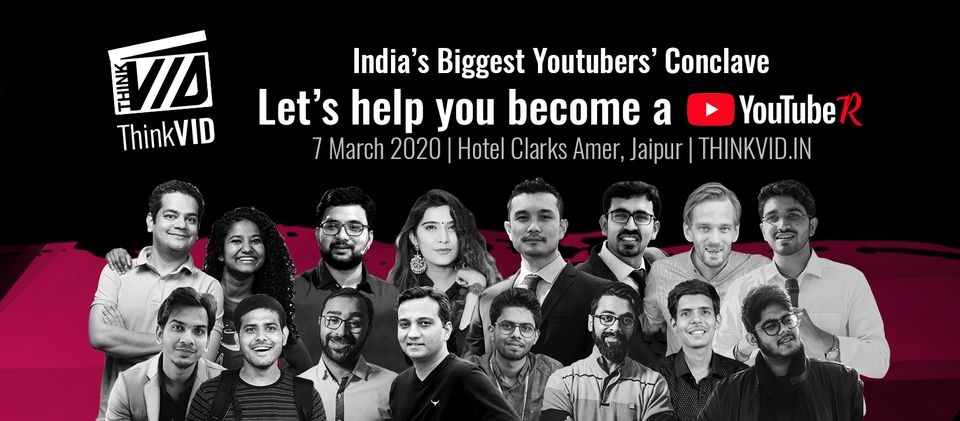 THINK
VID
ThinkVID
India's Biggest Youtubers' Conclave
Let's help you become a YouTubeR
7 March 2020 | Hotel Clarks Amer, Jaipur | THINKVID.IN